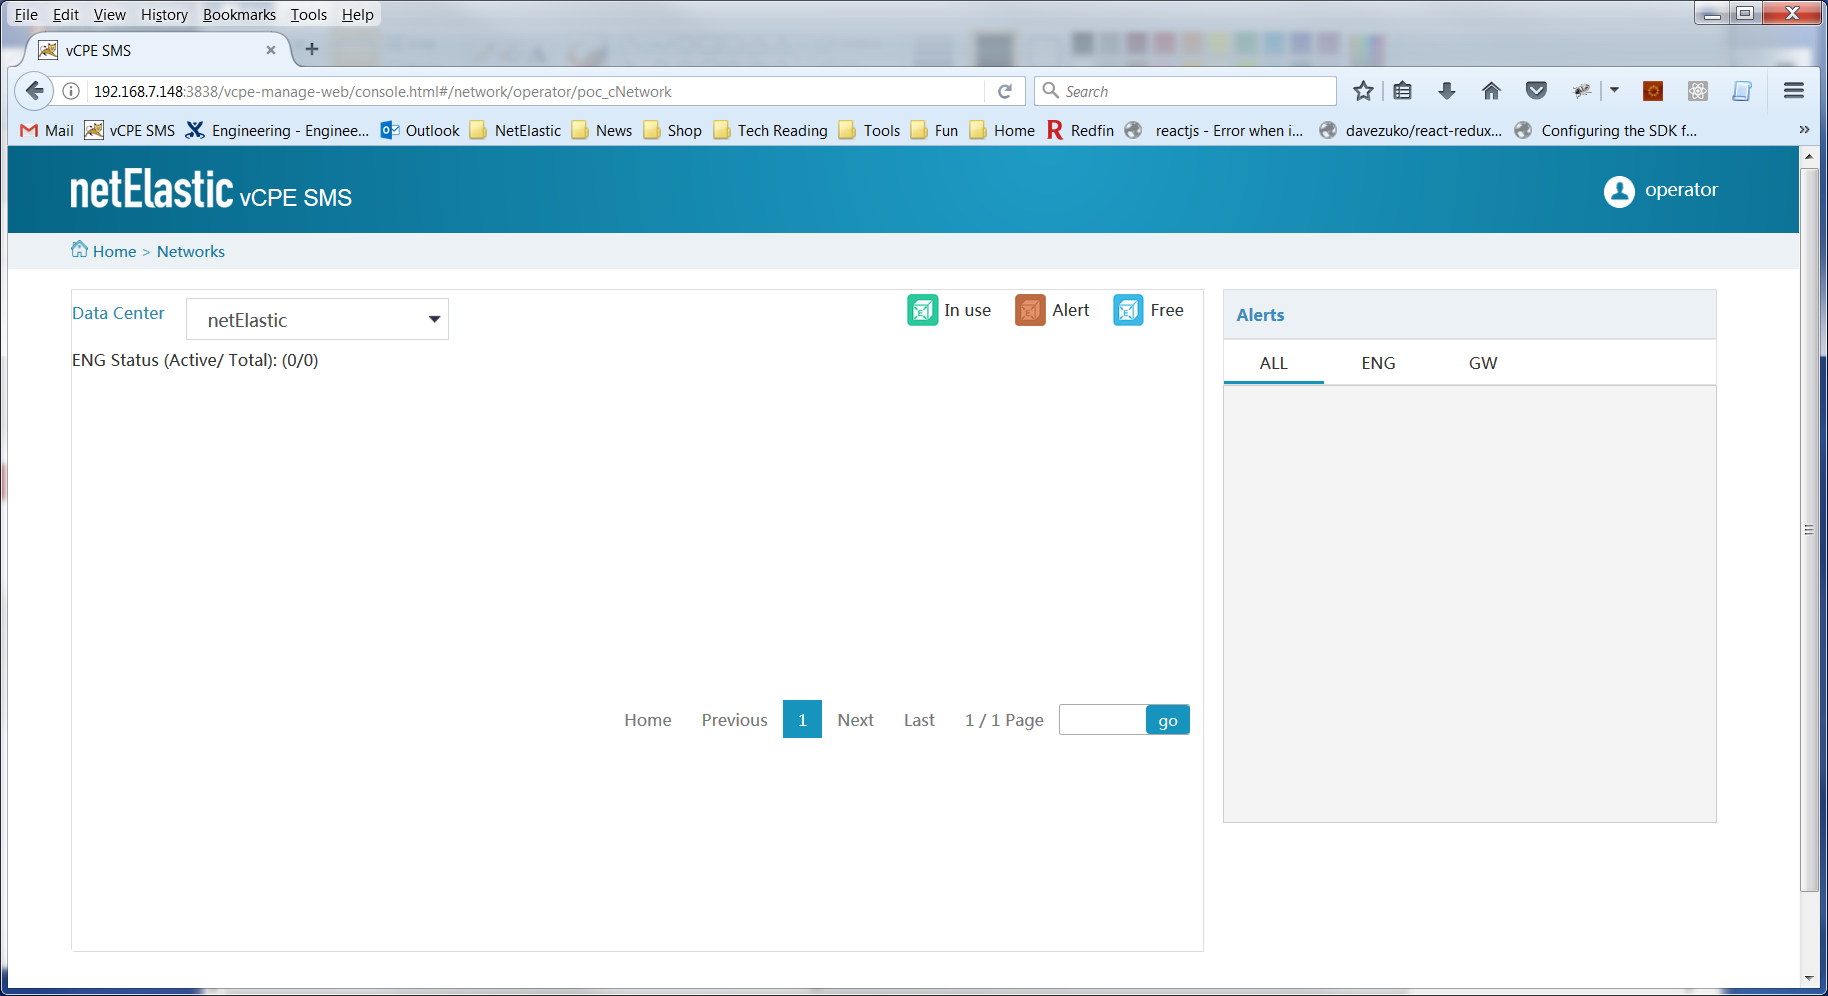 File Edit View History Bookmarks Tools Help
vCPE SMS
192.168.7.148:3838/vcpe-manage-web/console.html#/network/operator/poc_cNetwork
Search
Mail vCPE SMS Engineering - Enginee... Outlook NetElastic News Shop Tech Reading Tools Fun Home Redfin reactjs - Error when i... davezuko/react-redux... Configuring the SDK f...
netElastic vCPE SMS
operator
Home > Networks
Data Center netElastic
In use Alert Free
ENG Status (Active/ Total): (0/0)
Alerts
ALL ENG GW
Home Previous 1 Next Last 1 / 1 Page go